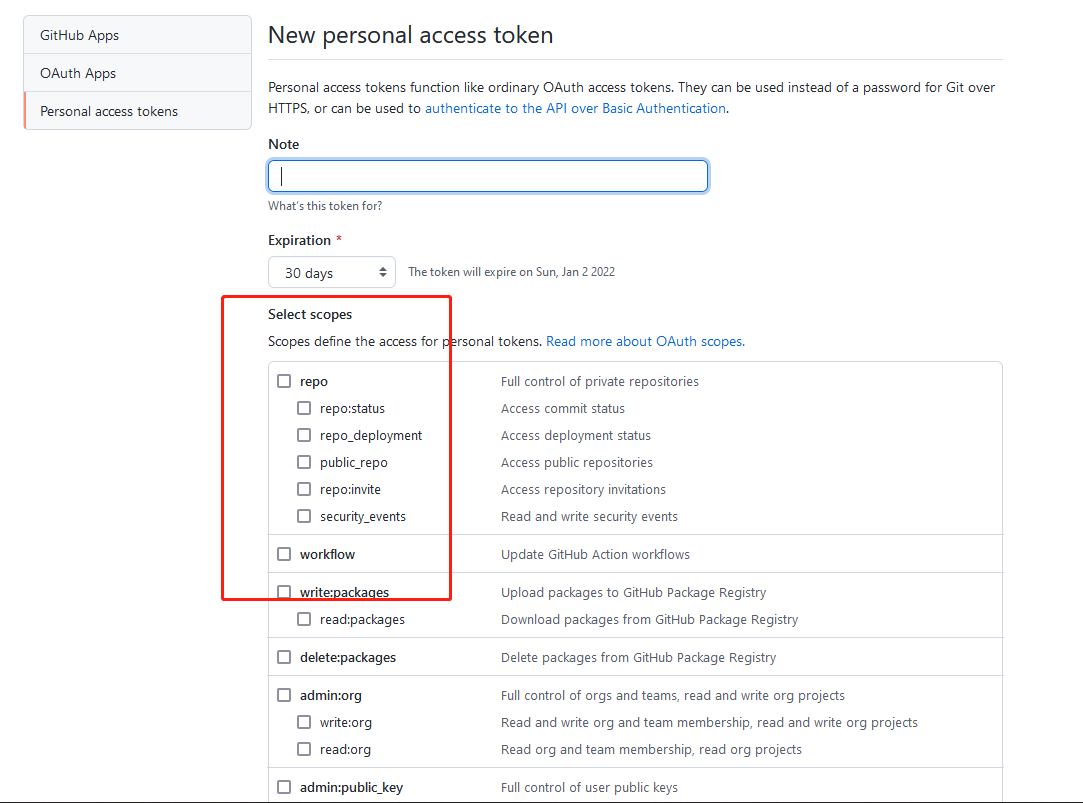 GitHub Apps
OAuth Apps
Personal access tokens
New personal access token
Personal access tokens function like ordinary OAuth access tokens. They can be used instead of a password for Git over
HTTPS, or can be used to authenticate to the API over Basic Authentication.
Note
What's this token for?
Expiration *
30 days
The token will expire on Sun, Jan 2 2022
Select scopes
Scopes define the access for personal tokens. Read more about OAuth scopes.
repo Full control of private repositories
repo:status Access commit status
repo_deployment Access deployment status
public_repo Access public repositories
repo:invite Access repository invitations
security_events Read and write security events
workflow Update GitHub Action workflows
write:packages Upload packages to GitHub Package Registry
read:packages Download packages from GitHub Package Registry
delete:packages Delete packages from GitHub Package Registry
admin:org Full control of orgs and teams, read and write org projects
write:org Read and write org and team membership, read and write org projects
read:org Read org and team membership, read org projects
admin:public_key Full control of user public keys